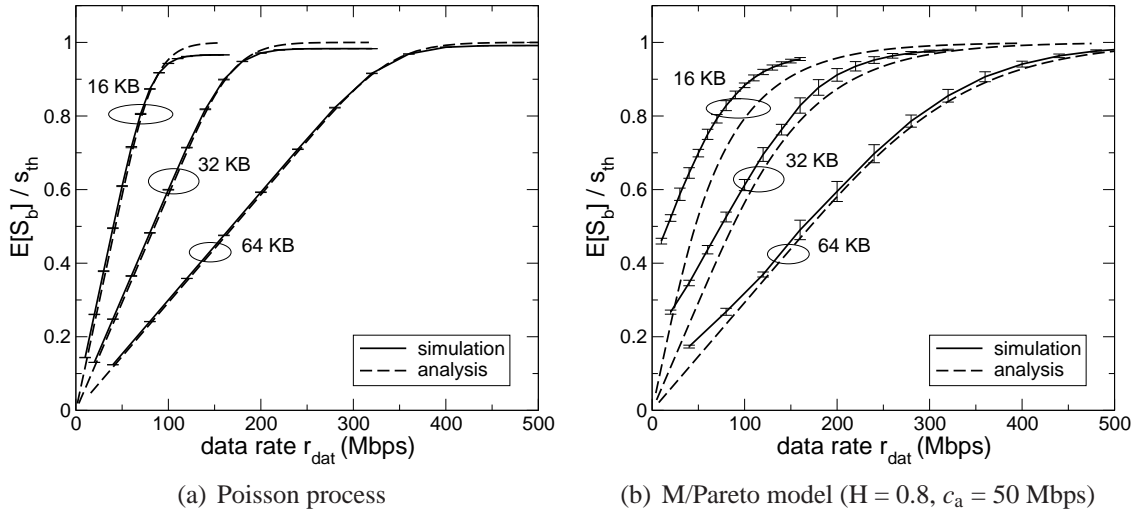 1
0.8
0.6
0.4
0.2
0
E[S_b] / s_th
16 KB
32 KB
64 KB
simulation
analysis
0 100 200 300 400 500
data rate r_dat (Mbps)
(a) Poisson process
1
0.8
0.6
0.4
0.2
0
E[S_b] / s_th
16 KB
32 KB
64 KB
simulation
analysis
0 100 200 300 400 500
data rate r_dat (Mbps)
(b) M/Pareto model (H = 0.8, c_a = 50 Mbps)